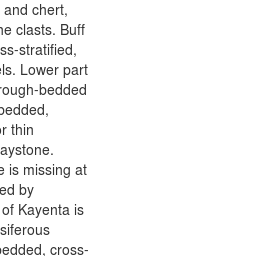 and chert,
ne clasts. Buff
ss-stratified,
els. Lower part
rough-bedded
bedded,
r thin
aystone.
e is missing at
ed by
of Kayenta is
siferous
bedded, cross-